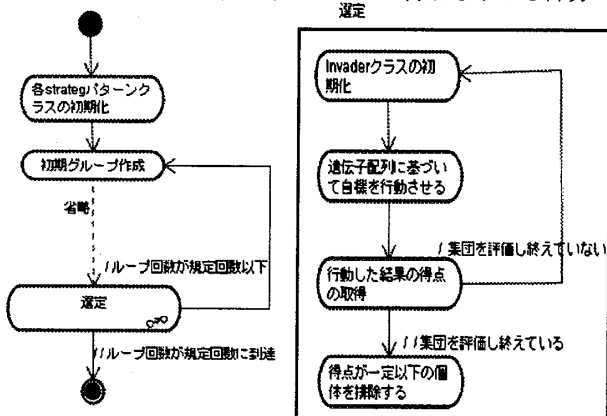 選定
各strategパターンク
ラスの初期化
初期グループ作成
省略
/ループ回数が規定回数以下
選定
//ループ回数が規定回数に到達
Invaderクラスの初
期化
遺伝子配列に基づい
て自機を行動させる
/集団を評価し終えていない
行動した結果の得点
の取得
//集団を評価し終えている
得点が一定以下の個
体を排除する